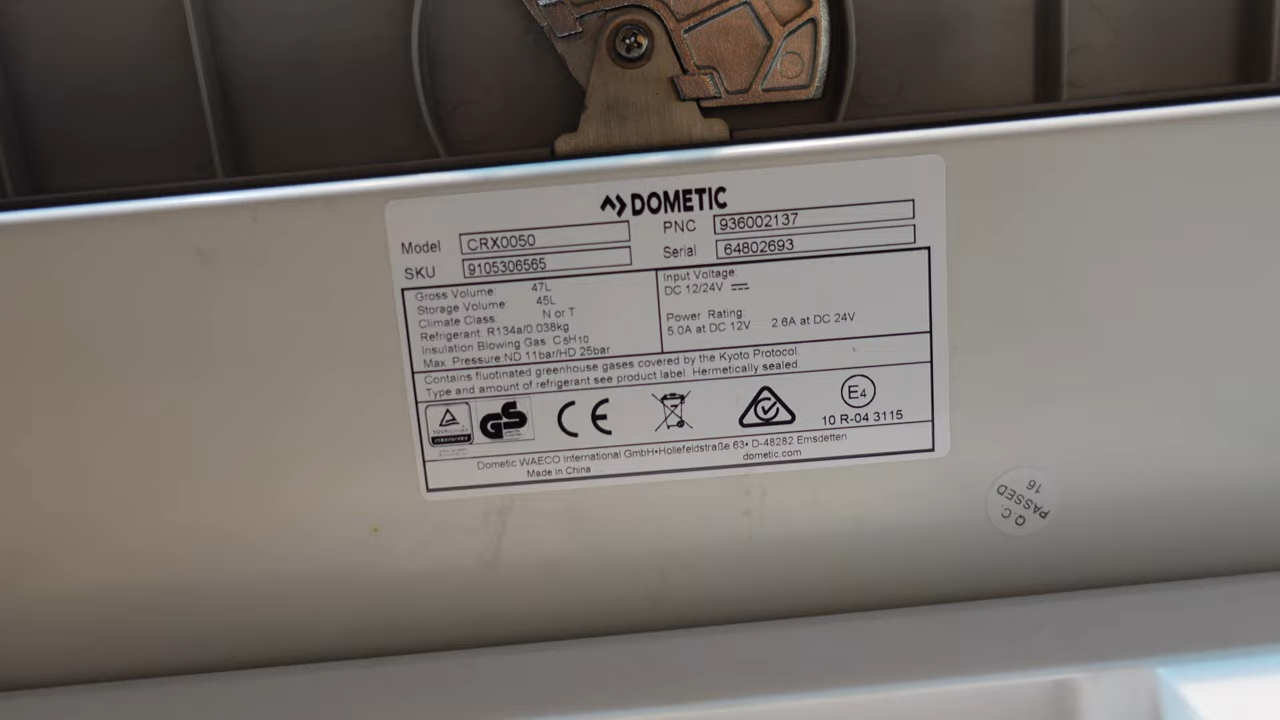 DOMETIC
Model CRX0050
SKU 9105306565
PNC 936002137
Serial 64802693
Gross Volume: 47L
Storage Volume: 45L
Climate Class: N or T
Refrigerant: R134a/0.038kg
Insulation Blowing Gas: C5H10
Max. Pressure:ND 11bar/HD 25bar
Input Voltage:
DC 12/24V
Power Rating:
5.0A at DC 12V 2.6A at DC 24V
Contains fluotinated greenhouse gases covered by the Kyoto Protocol.
Type and amount of refrigerant see product label. Hermetically sealed.
GS
CE
E4
10 R-04 3115
Dometic WAECO International GmbH•Hollefeldstraße 63• D-48282 Emsdetten
Made in China
dometic.com
Q.C.
PASSED
16